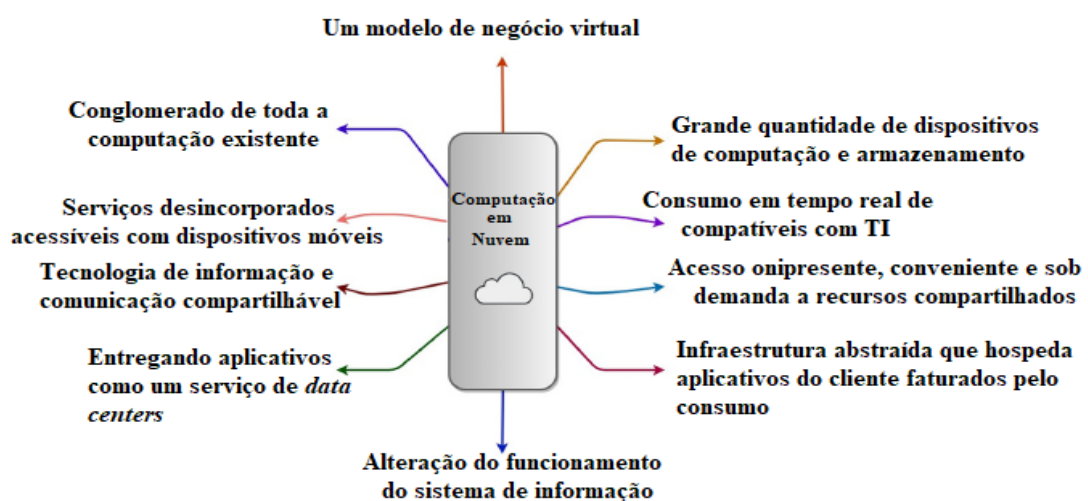 Um modelo de negócio virtual
Conglomerado de toda a
computação existente
Serviços desincorporados
acessíveis com dispositivos móveis
Tecnologia de informação e
comunicação compartilhável
Entregando aplicativos
como um serviço de data
centers
Computação
em
Nuvem
Grande quantidade de dispositivos
de computação e armazenamento
Consumo em tempo real de
compatíveis com TI
Acesso onipresente, conveniente e sob
demanda a recursos compartilhados
Infraestrutura abstraída que hospeda
aplicativos do cliente faturados pelo
consumo
Alteração do funcionamento
do sistema de informação